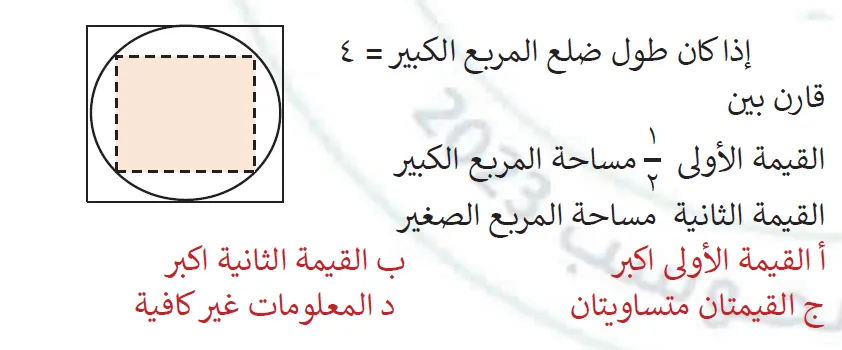 إذا كان طول ضلع المربع الكبير = ٤
قارن بين
القيمة الأولى ١/٢ مساحة المربع الكبير
القيمة الثانية مساحة المربع الصغير
أ القيمة الأولى اكبر ب القيمة الثانية اكبر
ج القيمتان متساويتان د المعلومات غير كافية
2023